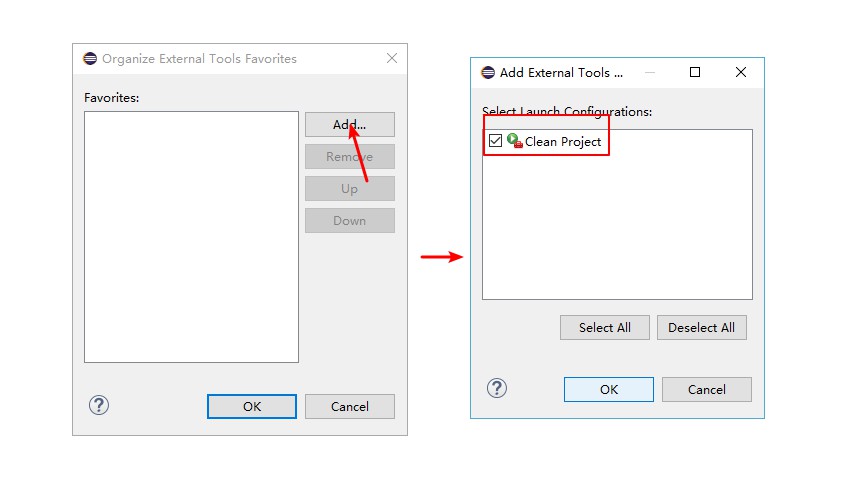 Organize External Tools Favorites
Favorites:
Add...
Remove
Up
Down
?
OK
Cancel
Add External Tools ...
Select Launch Configurations:
Clean Project
Select All
Deselect All
?
OK
Cancel